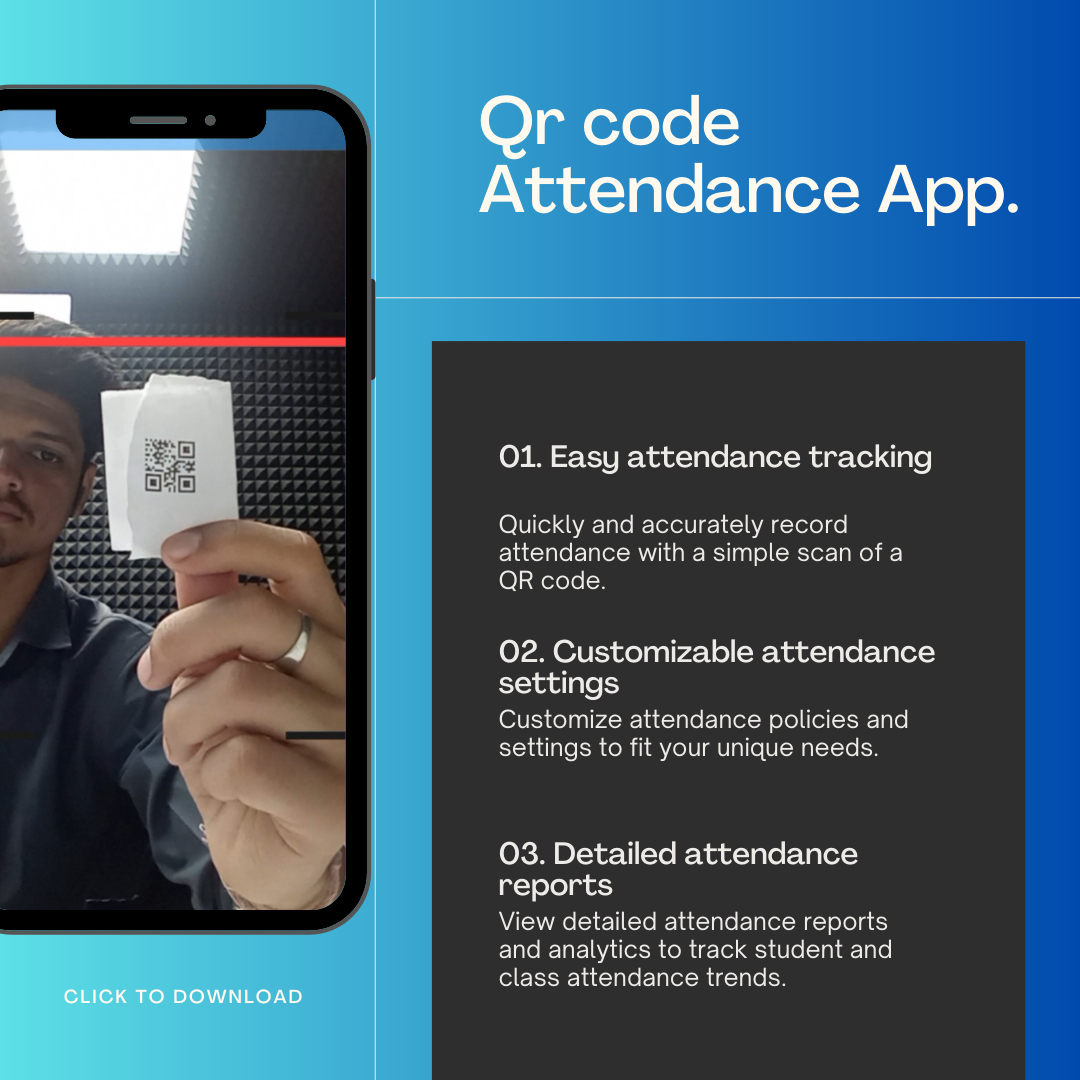 Qr code
Attendance App.
01. Easy attendance tracking
Quickly and accurately record
attendance with a simple scan of a
QR code.
02. Customizable attendance
settings
Customize attendance policies and
settings to fit your unique needs.
03. Detailed attendance
reports
View detailed attendance reports
and analytics to track student and
class attendance trends.
CLICK TO DOWNLOAD